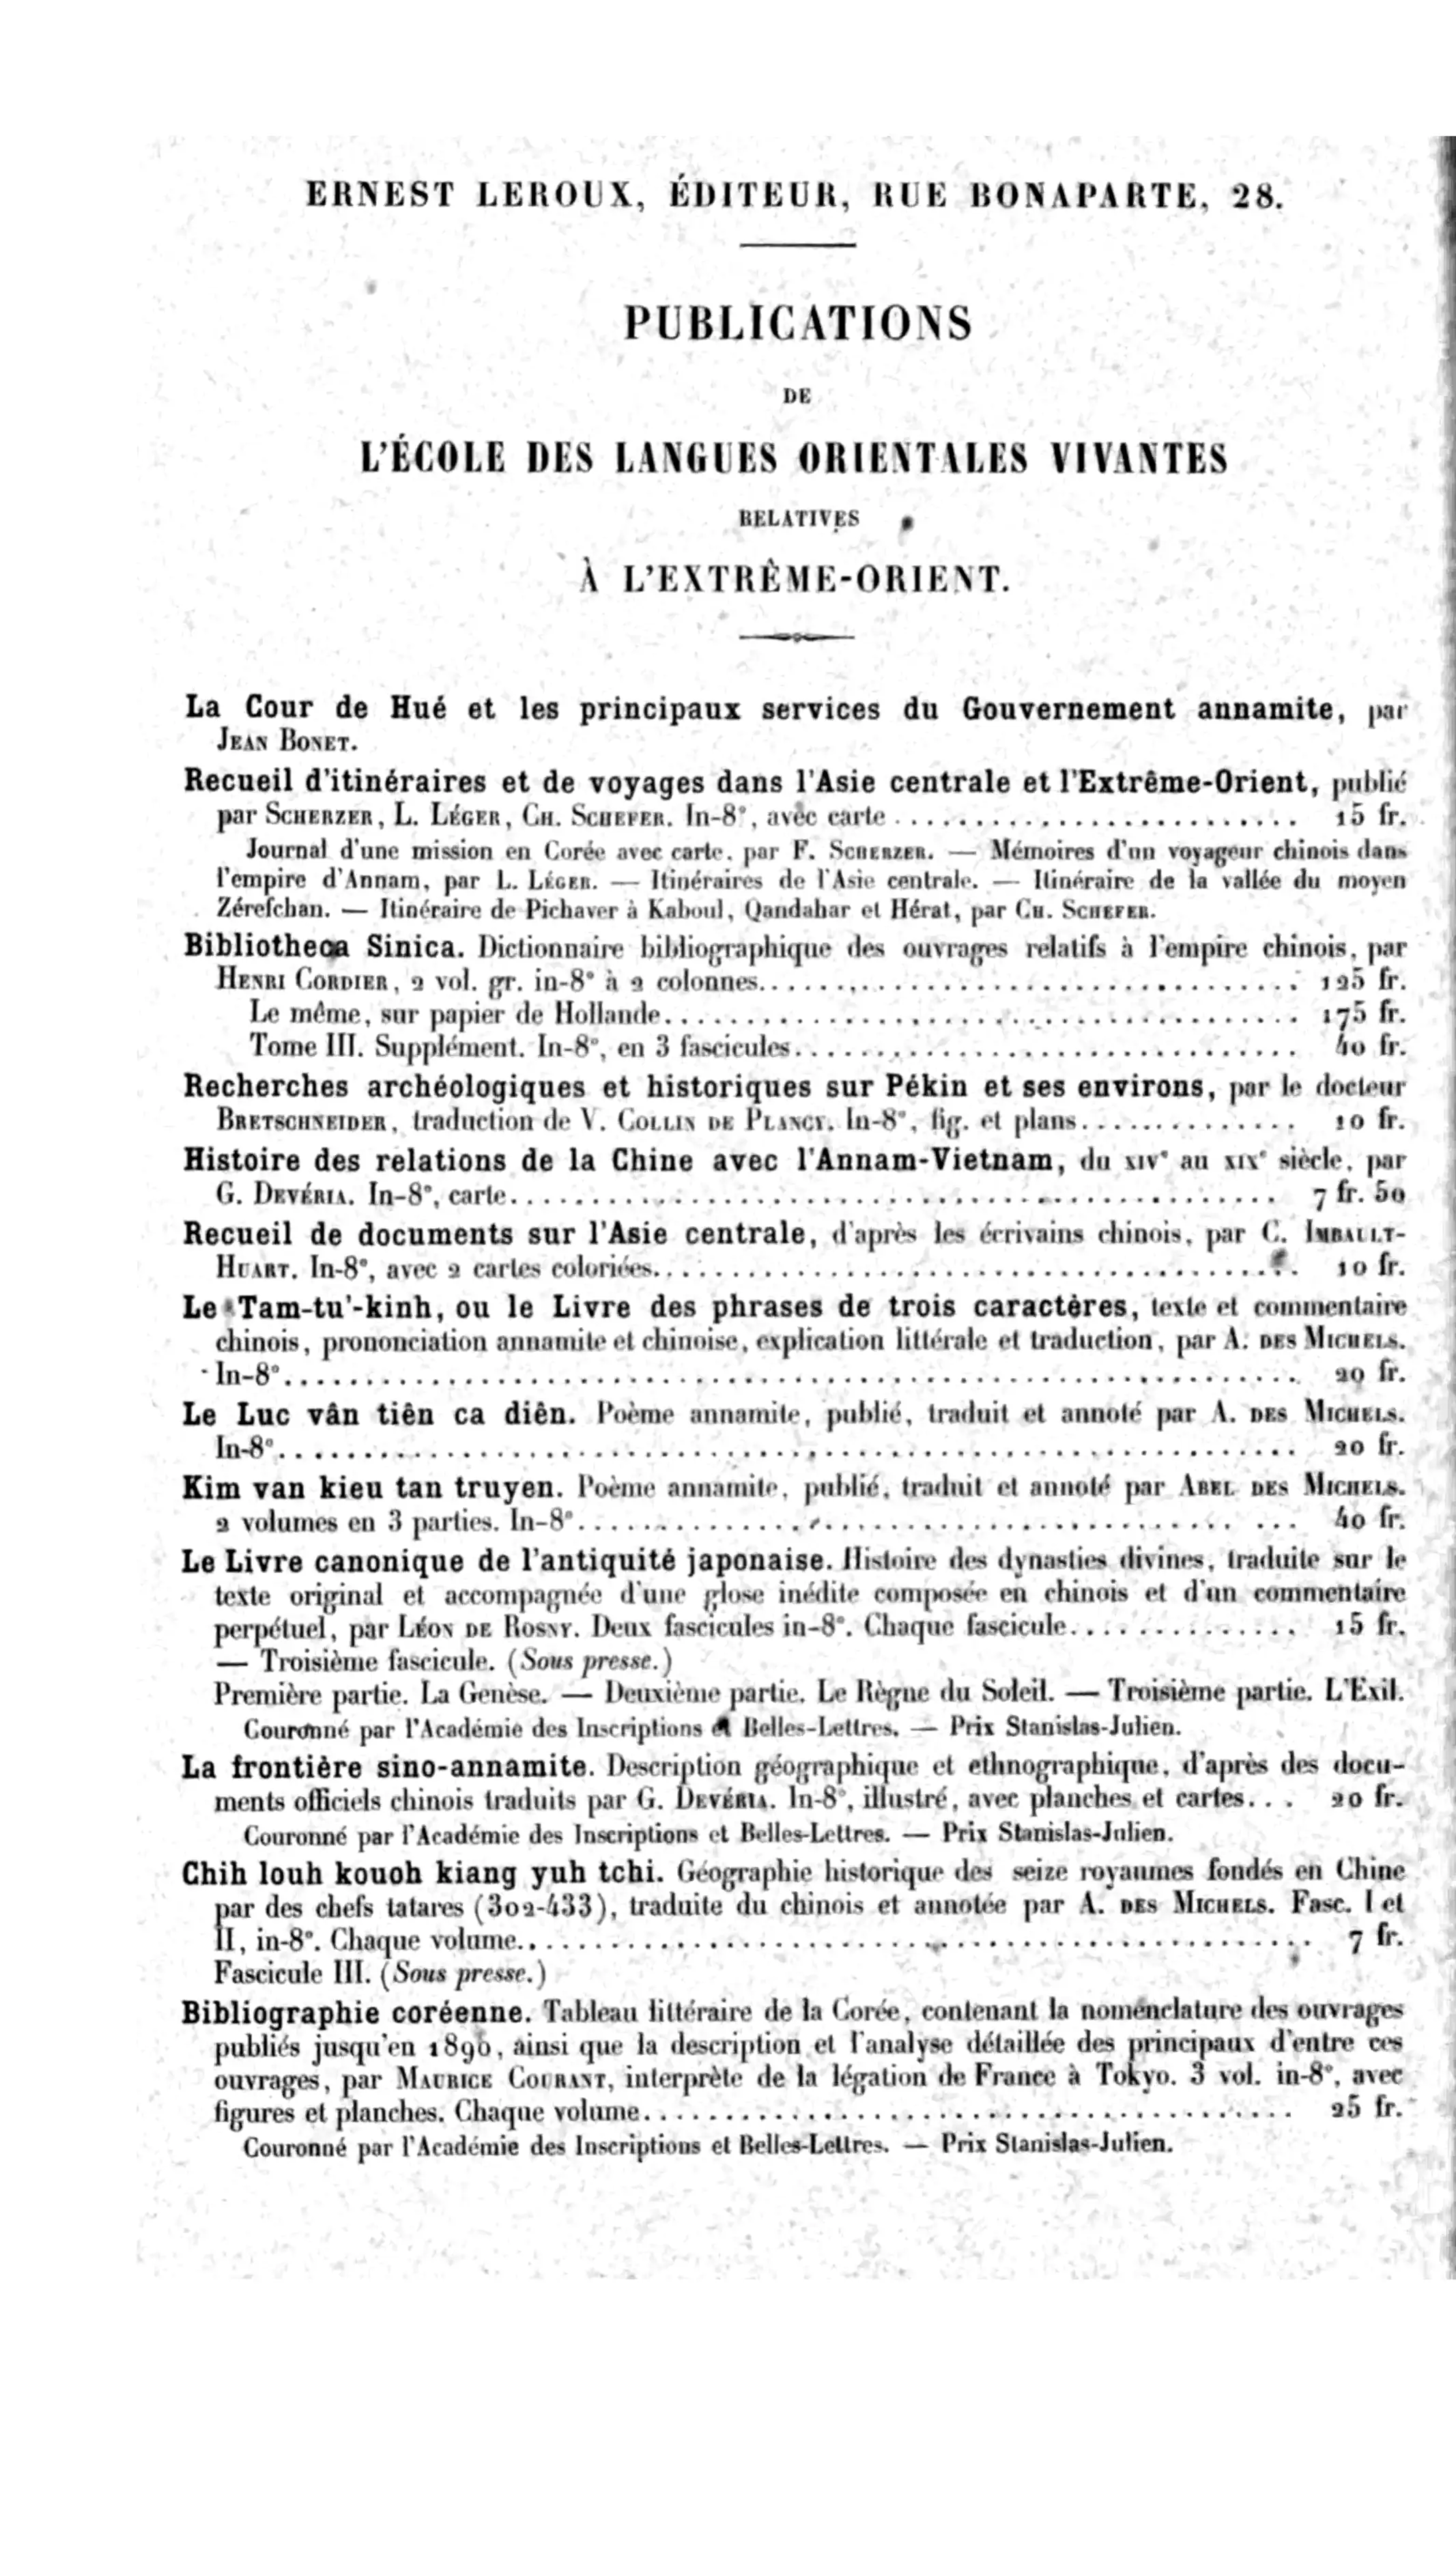 ERNEST LEROUX, ÉDITEUR, RUE BONAPARTE, 28.
PUBLICATIONS
DE
L'ÉCOLE DES LANGUES ORIENTALES VIVANTES
RELATIVES
À L'EXTRÊME-ORIENT.
La Cour de Hué et les principaux services du Gouvernement annamite, par
JEAN BONET.
Recueil d'itinéraires et de voyages dans l'Asie centrale et l'Extrême-Orient, publié
par SCHERZER, L. LÉGER, CH. SCHEFER. In-8°, avec carte ........................ 15 fr.
Journal d'une mission en Corée avec carte, par F. SCHERZER. — Mémoires d'un voyageur chinois dans
l'empire d'Annam, par L. LÉGER. — Itinéraires de l'Asie centrale. — Itinéraire de la vallée du moyen
Zérefchan. — Itinéraire de Pichaver à Kaboul, Qandahar et Hérat, par CH. SCHEFER.
Bibliotheca Sinica. Dictionnaire bibliographique des ouvrages relatifs à l'empire chinois, par
HENRI CORDIER, 2 vol. gr. in-8° à 2 colonnes................................ 125 fr.
Le même, sur papier de Hollande...................................... 175 fr.
Tome III. Supplément. In-8°, en 3 fascicules.............................. 40 fr.
Recherches archéologiques et historiques sur Pékin et ses environs, par le docteur
BRETSCHNEIDER, traduction de V. COLLIN DE PLANCY. In-8°, fig. et plans............. 10 fr.
Histoire des relations de la Chine avec l'Annam-Vietnam, du XIVe au XIXe siècle, par
G. DEVÉRIA. In-8°, carte............................................. 7 fr. 50
Recueil de documents sur l'Asie centrale, d'après les écrivains chinois, par C. IMBAULT-
HUART. In-8°, avec 2 cartes coloriées..................................... 10 fr.
Le Tam-tu'-kinh, ou le Livre des phrases de trois caractères, texte et commentaire
chinois, prononciation annamite et chinoise, explication littérale et traduction, par A. DES MICHELS.
In-8°............................................................ 20 fr.
Le Luc vân tiên ca diên. Poème annamite, publié, traduit et annoté par A. DES MICHELS.
In-8°............................................................ 20 fr.
Kim van kieu tan truyen. Poème annamite, publié, traduit et annoté par ABEL DES MICHELS.
2 volumes en 3 parties. In-8°........................................... 40 fr.
Le Livre canonique de l'antiquité japonaise. Histoire des dynasties divines, traduite sur le
texte original et accompagnée d'une glose inédite composée en chinois et d'un commentaire
perpétuel, par LÉON DE ROSNY. Deux fascicules in-8°. Chaque fascicule.............. 15 fr.
— Troisième fascicule. (Sous presse.)
Première partie. La Genèse. — Deuxième partie. Le Règne du Soleil. — Troisième partie. L'Exil.
Couronné par l'Académie des Inscriptions et Belles-Lettres. — Prix Stanislas-Julien.
La frontière sino-annamite. Description géographique et ethnographique, d'après des docu-
ments officiels chinois traduits par G. DEVÉRIA. In-8°, illustré, avec planches et cartes... 20 fr.
Couronné par l'Académie des Inscriptions et Belles-Lettres. — Prix Stanislas-Julien.
Chih louh kouoh kiang yuh tchi. Géographie historique des seize royaumes fondés en Chine
par des chefs tatares (302-433), traduite du chinois et annotée par A. DES MICHELS. Fasc. I et
II, in-8°. Chaque volume............................................... 7 fr.
Fascicule III. (Sous presse.)
Bibliographie coréenne. Tableau littéraire de la Corée, contenant la nomenclature des ouvrages
publiés jusqu'en 1890, ainsi que la description et l'analyse détaillée des principaux d'entre ces
ouvrages, par MAURICE COURANT, interprète de la légation de France à Tokyo. 3 vol. in-8°, avec
figures et planches. Chaque volume....................................... 25 fr.
Couronné par l'Académie des Inscriptions et Belles-Lettres. — Prix Stanislas-Julien.